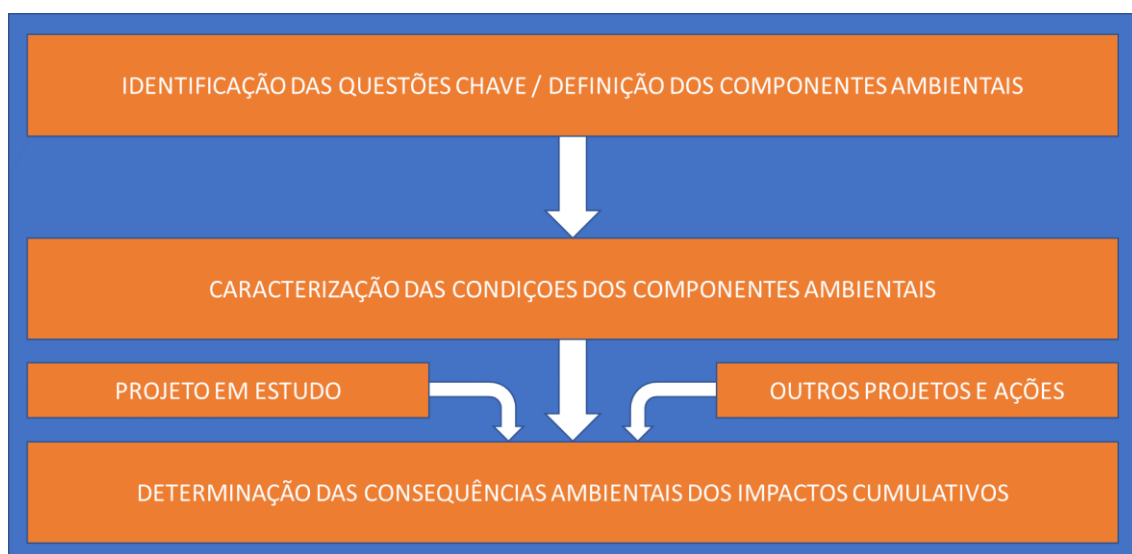 IDENTIFICAÇÃO DAS QUESTÕES CHAVE / DEFINIÇÃO DOS COMPONENTES AMBIENTAIS
CARACTERIZAÇÃO DAS CONDIÇOES DOS COMPONENTES AMBIENTAIS
PROJETO EM ESTUDO
OUTROS PROJETOS E AÇÕES
DETERMINAÇÃO DAS CONSEQUÊNCIAS AMBIENTAIS DOS IMPACTOS CUMULATIVOS